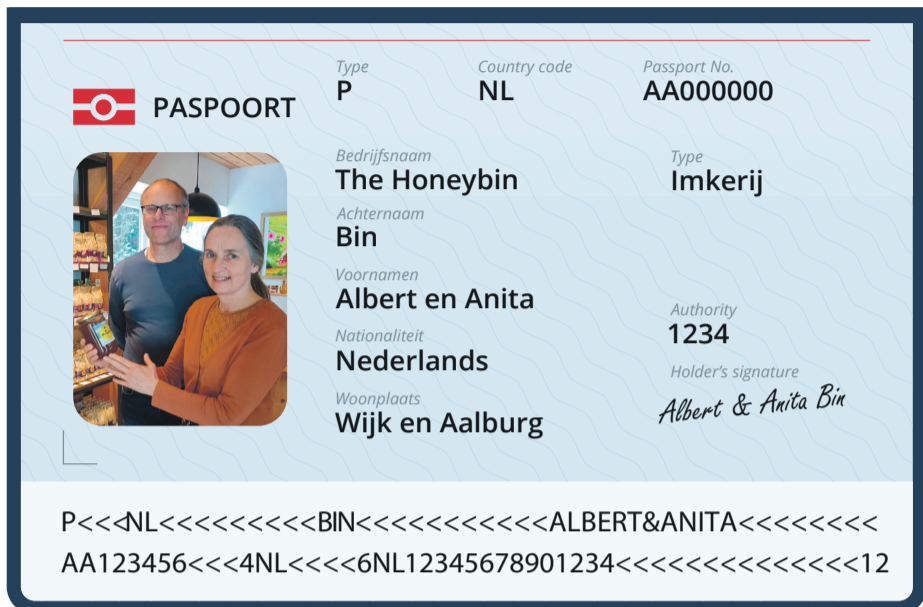 Type Country code Passport No.
P NL AA000000
PASPOORT
Bedrijfsnaam Type
The Honeybin Imkerij
Achternaam
Bin
Voornamen
Albert en Anita
Authority
1234
Nationaliteit
Nederlands
Holder's signature
Albert & Anita Bin
Woonplaats
Wijk en Aalburg
P<<<NL<<<<<<<<<BIN<<<<<<<<<<<ALBERT&ANITA<<<<<<<<
AA123456<<<4NL<<<<6NL12345678901234<<<<<<<<<<<<<<12